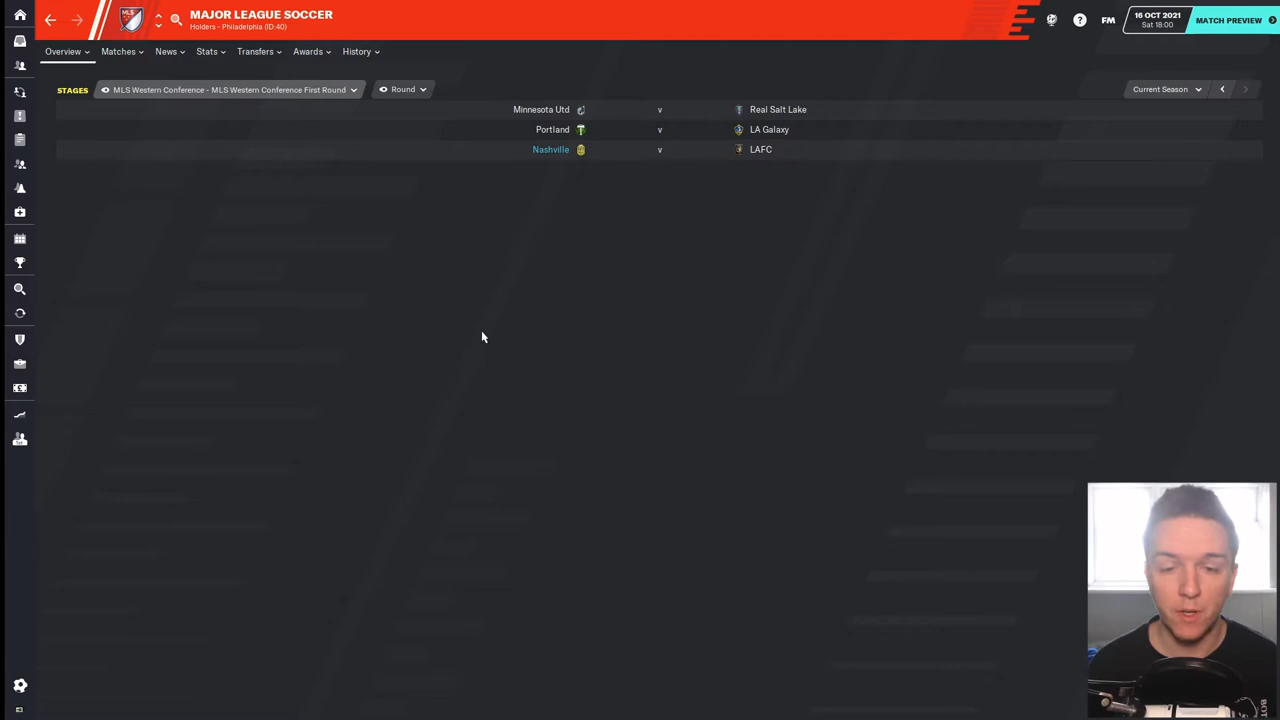 MAJOR LEAGUE SOCCER
Holders - Philadelphia (ID:40)
FM
16 OCT 2021
Sat 18:00
MATCH PREVIEW
Overview Matches News Stats Transfers Awards History
STAGES MLS Western Conference - MLS Western Conference First Round Round Current Season
Minnesota Utd v Real Salt Lake
Portland v LA Galaxy
Nashville v LAFC